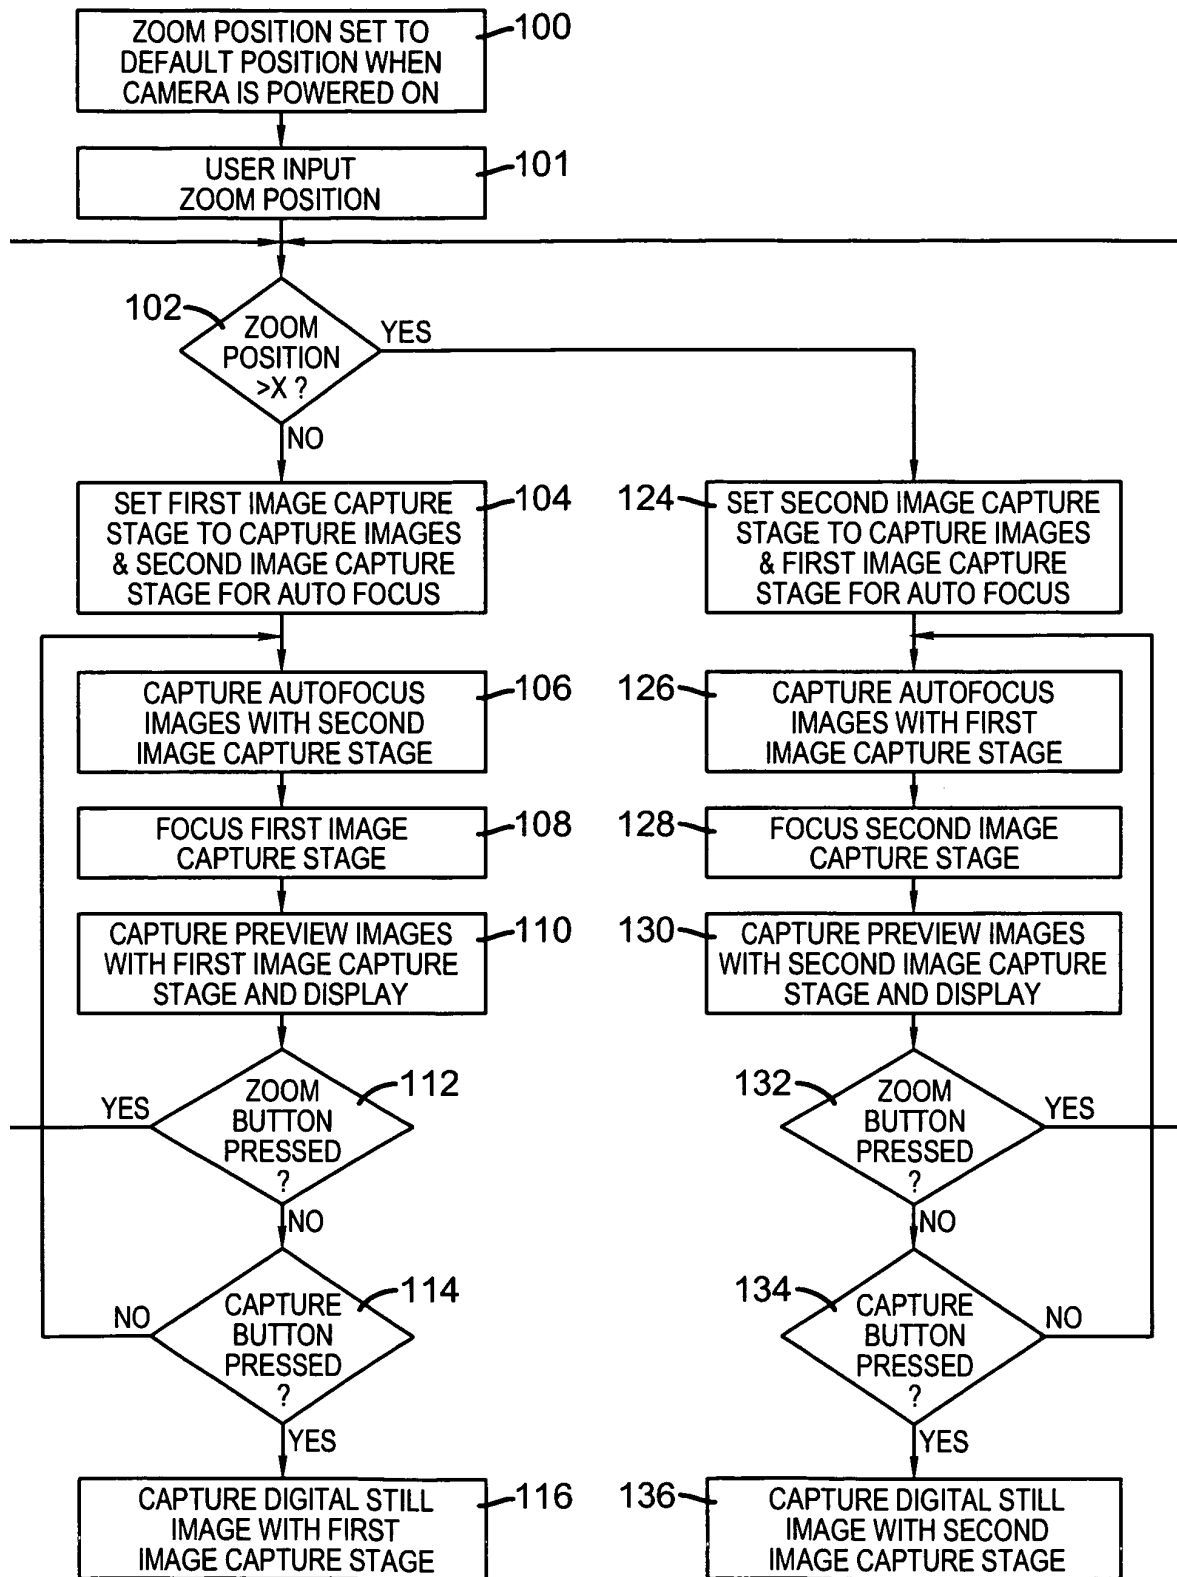 ZOOM POSITION SET TO
DEFAULT POSITION WHEN
CAMERA IS POWERED ON
100
USER INPUT
ZOOM POSITION
101
102
ZOOM
POSITION
>X ?
YES
NO
SET FIRST IMAGE CAPTURE
STAGE TO CAPTURE IMAGES
& SECOND IMAGE CAPTURE
STAGE FOR AUTO FOCUS
104
CAPTURE AUTOFOCUS
IMAGES WITH SECOND
IMAGE CAPTURE STAGE
106
FOCUS FIRST IMAGE
CAPTURE STAGE
108
CAPTURE PREVIEW IMAGES
WITH FIRST IMAGE CAPTURE
STAGE AND DISPLAY
110
ZOOM
BUTTON
PRESSED
?
112
YES
NO
CAPTURE
BUTTON
PRESSED
?
114
NO
YES
CAPTURE DIGITAL STILL
IMAGE WITH FIRST
IMAGE CAPTURE STAGE
116
124
SET SECOND IMAGE CAPTURE
STAGE TO CAPTURE IMAGES
& FIRST IMAGE CAPTURE
STAGE FOR AUTO FOCUS
126
CAPTURE AUTOFOCUS
IMAGES WITH FIRST
IMAGE CAPTURE STAGE
128
FOCUS SECOND IMAGE
CAPTURE STAGE
130
CAPTURE PREVIEW IMAGES
WITH SECOND IMAGE CAPTURE
STAGE AND DISPLAY
132
ZOOM
BUTTON
PRESSED
?
YES
NO
134
CAPTURE
BUTTON
PRESSED
?
NO
YES
136
CAPTURE DIGITAL STILL
IMAGE WITH SECOND
IMAGE CAPTURE STAGE